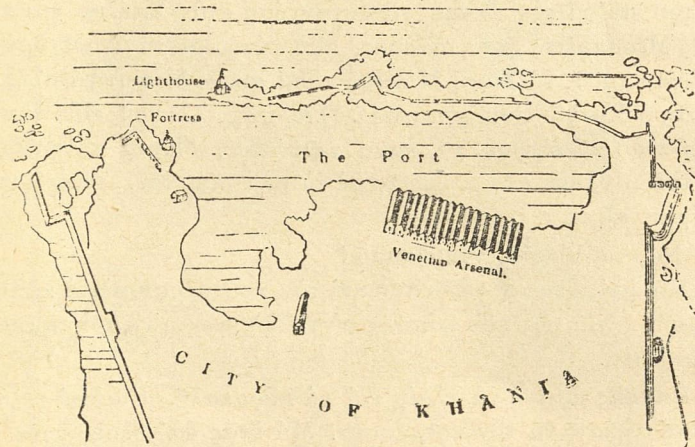 Lighthouse
Fortress
The Port
Venetian Arsenal.
CITY OF KHANIA